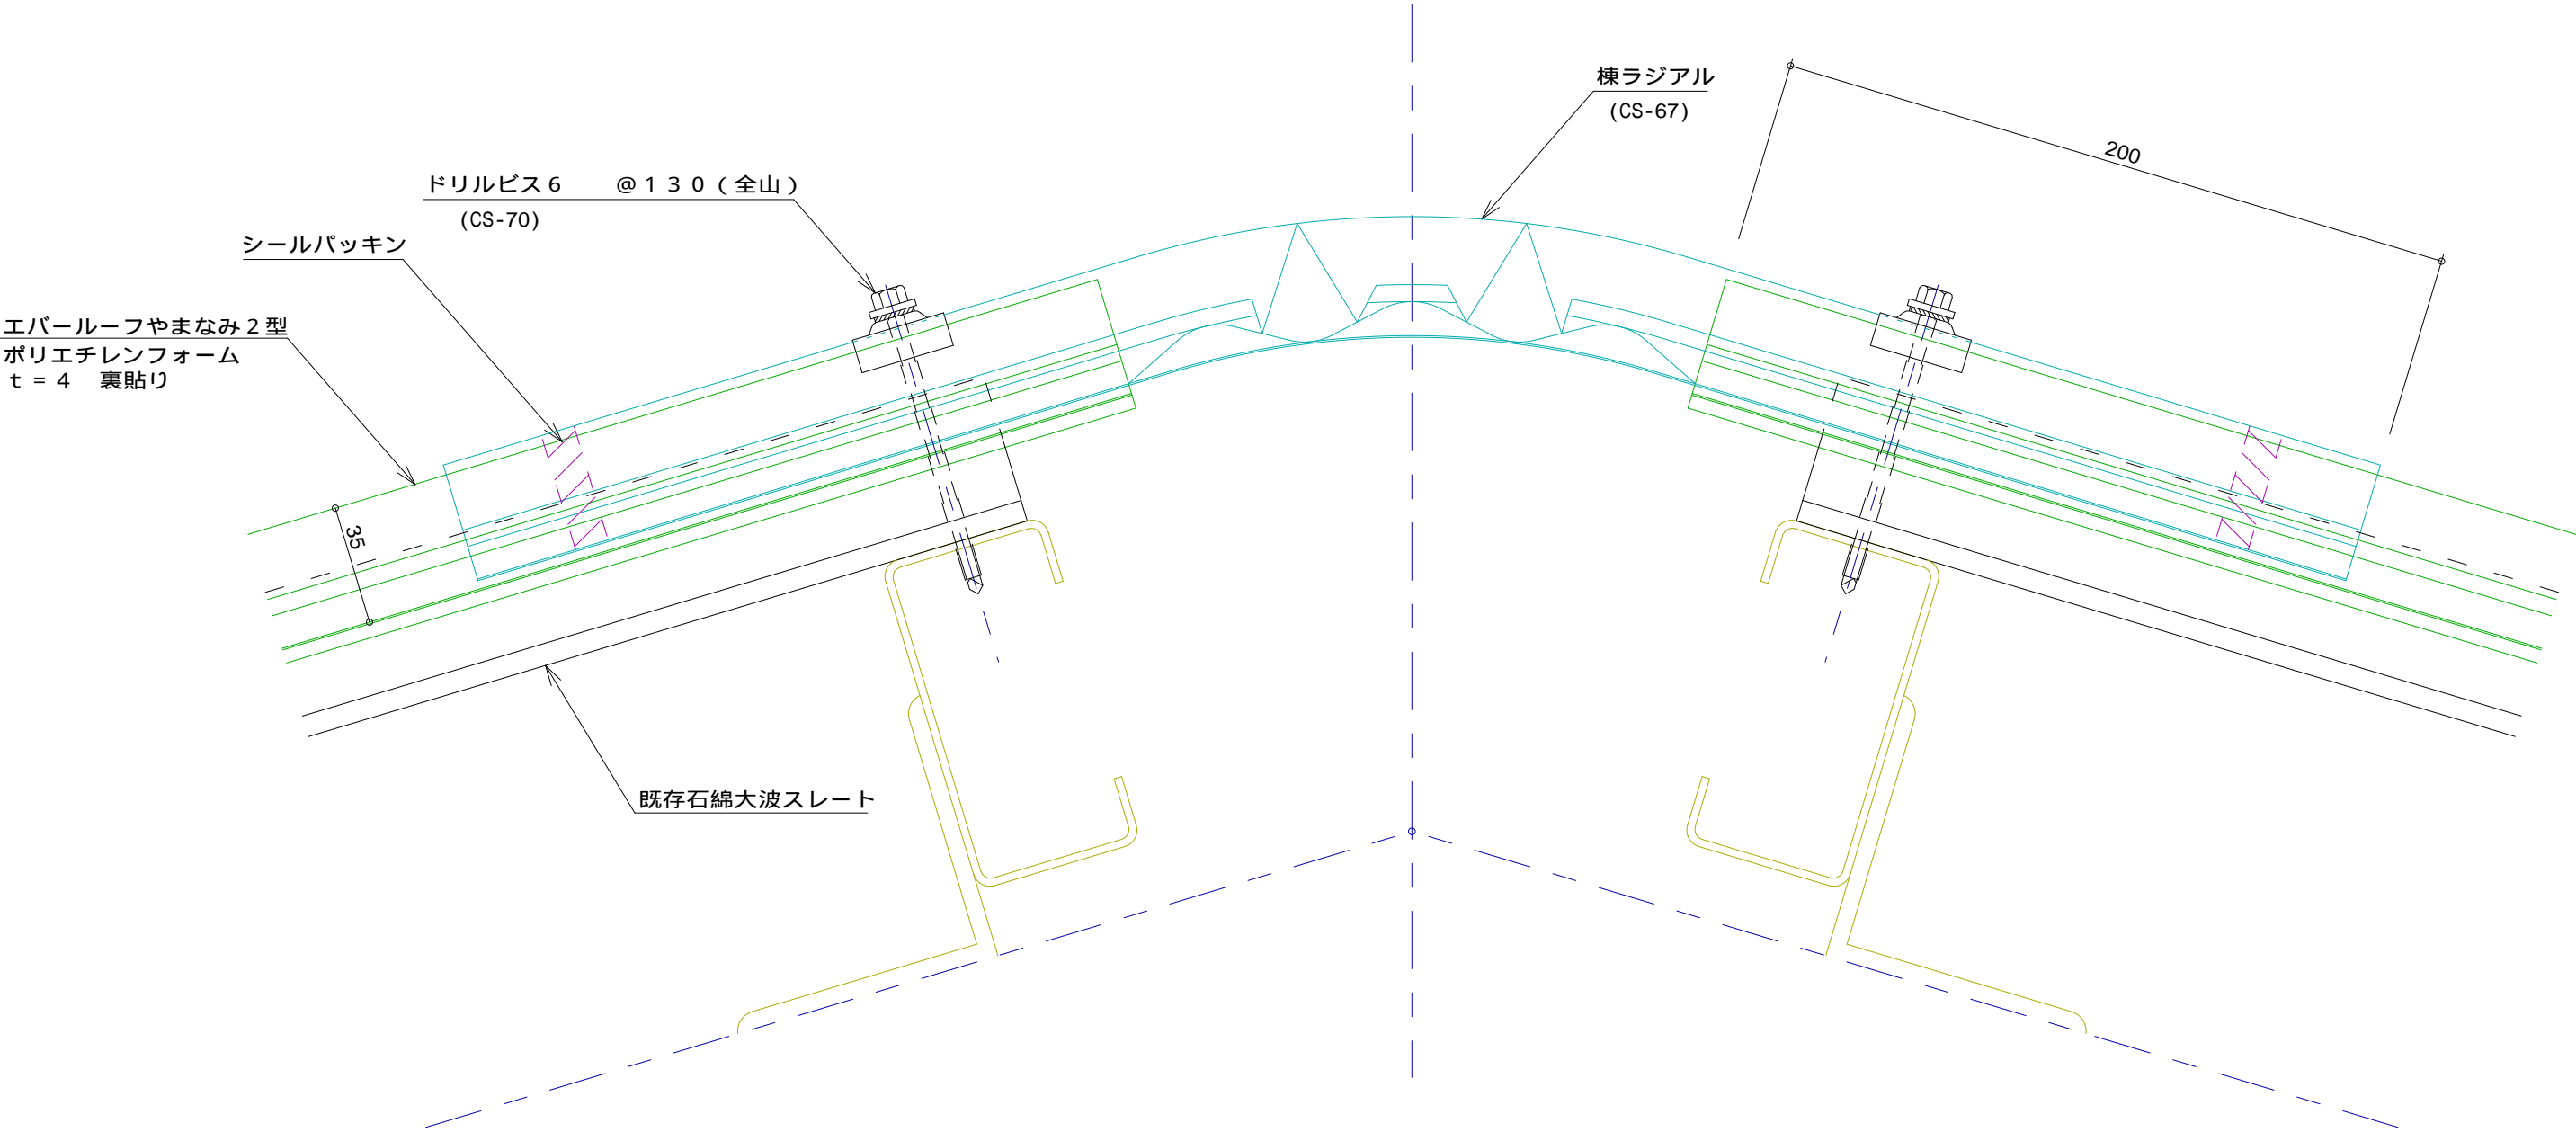 棟ラジアル
(CS-67)
200
ドリルビス６　　＠１３０（全山）
(CS-70)
シールパッキン
エバールーフやまなみ２型
ポリエチレンフォーム
ｔ＝４　裏貼り
35
既存石綿大波スレート